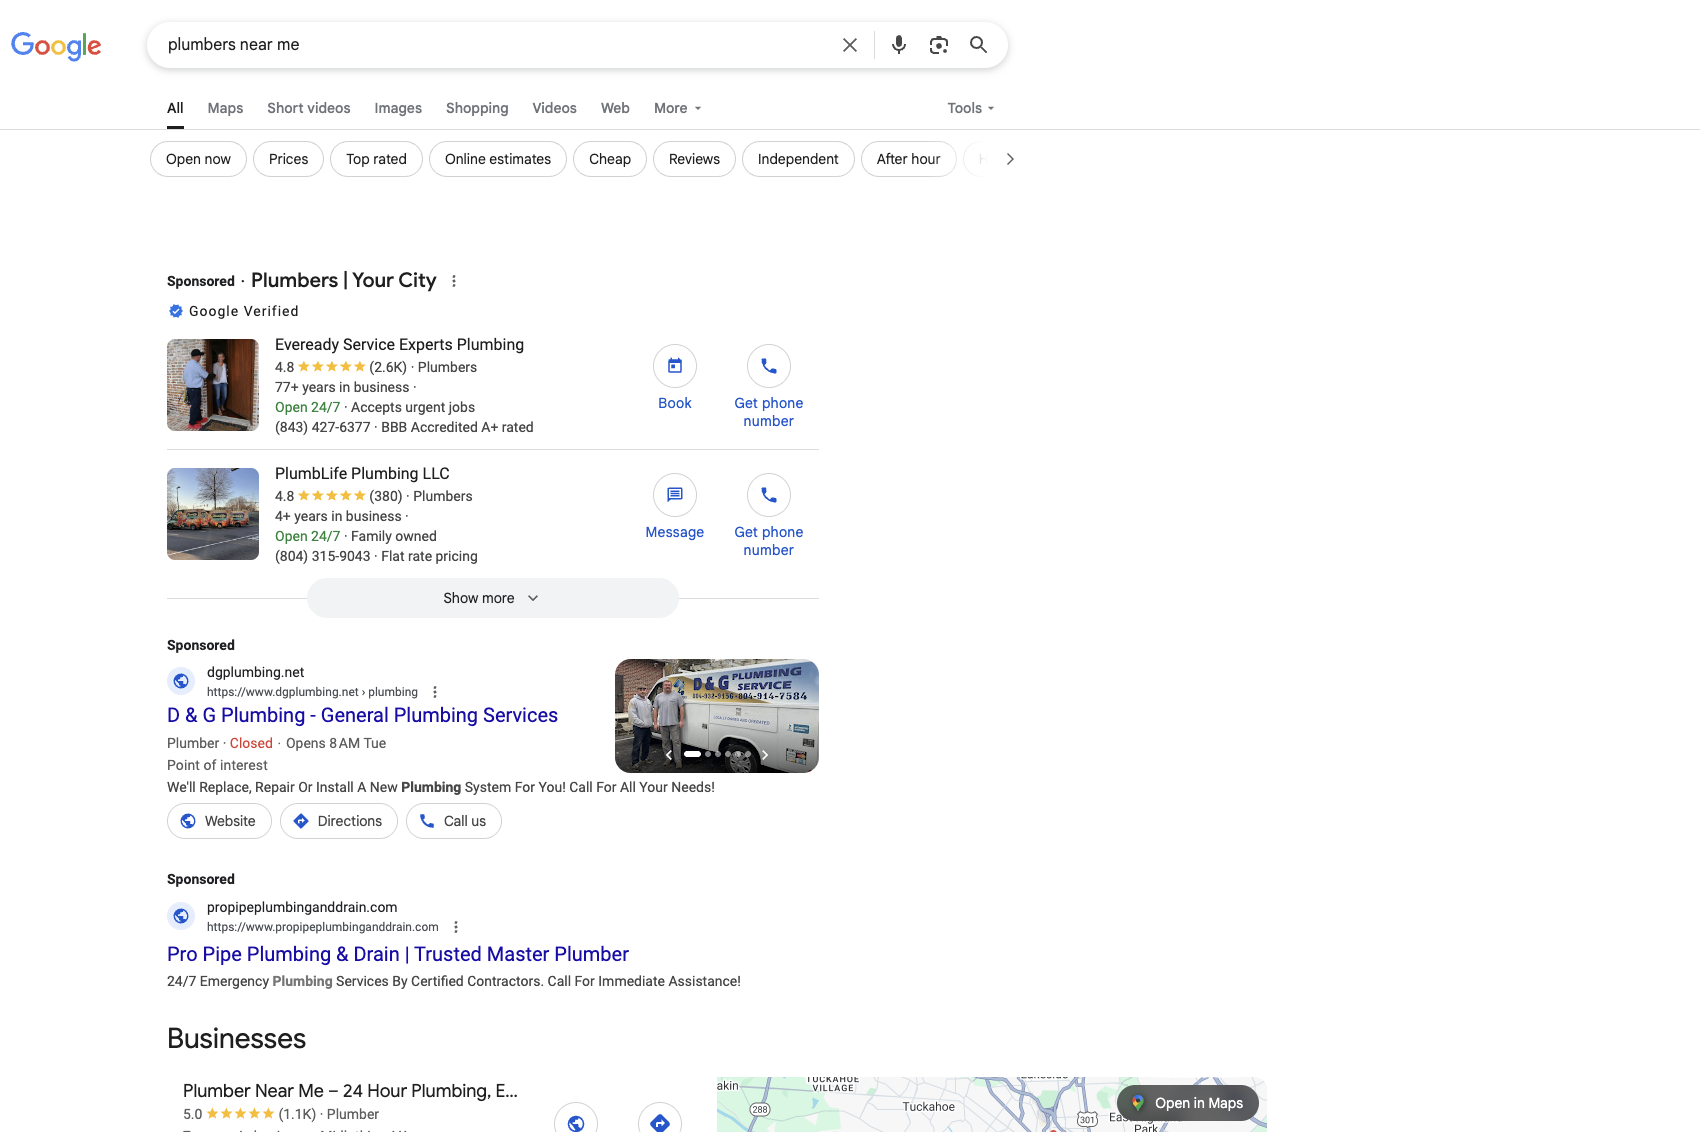 Google
plumbers near me
All Maps Short videos Images Shopping Videos Web More Tools
Open now Prices Top rated Online estimates Cheap Reviews Independent After hour
Sponsored · Plumbers | Your City
Google Verified
Eveready Service Experts Plumbing
4.8 (2.6K) · Plumbers
77+ years in business ·
Open 24/7 · Accepts urgent jobs
(843) 427-6377 · BBB Accredited A+ rated
Book
Get phone
number
PlumbLife Plumbing LLC
4.8 (380) · Plumbers
4+ years in business ·
Open 24/7 · Family owned
(804) 315-9043 · Flat rate pricing
Message
Get phone
number
Show more
Sponsored
dgplumbing.net
https://www.dgplumbing.net › plumbing
D & G Plumbing - General Plumbing Services
Plumber · Closed · Opens 8 AM Tue
Point of interest
We'll Replace, Repair Or Install A New Plumbing System For You! Call For All Your Needs!
D & G PLUMBING
SERVICE
804-932-9156 - 804-914-7584
Website Directions Call us
Sponsored
propipeplumbinganddrain.com
https://www.propipeplumbinganddrain.com
Pro Pipe Plumbing & Drain | Trusted Master Plumber
24/7 Emergency Plumbing Services By Certified Contractors. Call For Immediate Assistance!
Businesses
Plumber Near Me – 24 Hour Plumbing, E...
5.0 (1.1K) · Plumber
TUCKAHOE
VILLAGE
288
Tuckahoe
301
Park
Open in Maps